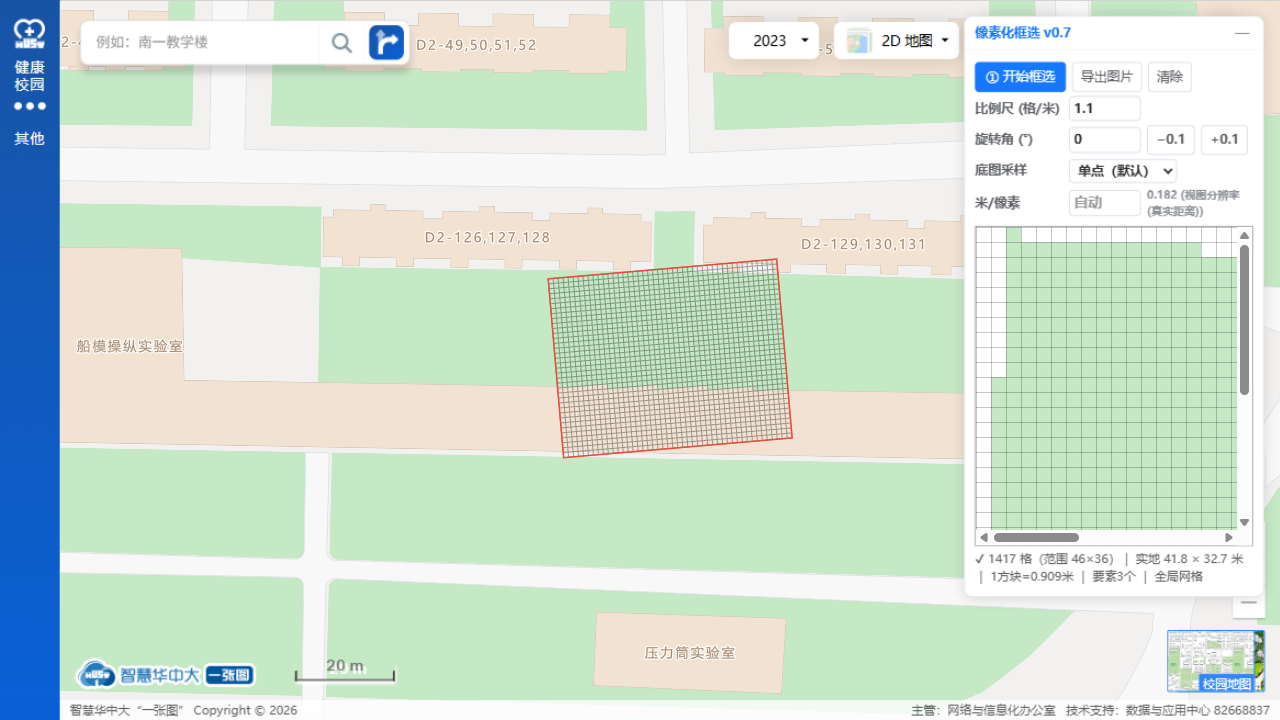 健康
校园
其他
例如：南一教学楼
D2-49,50,51,52
2023
2D 地图
像素化框选 v0.7
① 开始框选
导出图片
清除
比例尺 (格/米)
1.1
旋转角 (°)
0
−0.1
+0.1
底图采样
单点（默认）
米/像素
自动
0.182 (视图分辨率
(真实距离))
D2-126,127,128
D2-129,130,131
船模操纵实验室
✓ 1417 格（范围 46×36） | 实地 41.8 × 32.7 米
| 1方块=0.909米 | 要素3个 | 全局网格
压力筒实验室
HUST
智慧华中大 一张图
20 m
校园地图
智慧华中大“一张图” Copyright © 2026
主管：网络与信息化办公室 技术支持：数据与应用中心 82668837